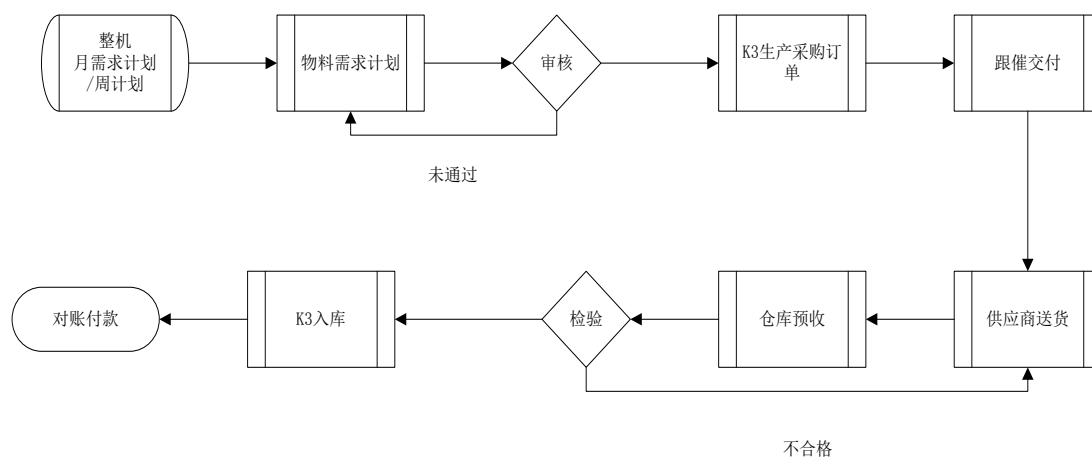 整机
月需求计划
/周计划
物料需求计划
审核
K3生产采购订
单
跟催交付
未通过
对账付款
K3入库
检验
仓库预收
供应商送货
不合格